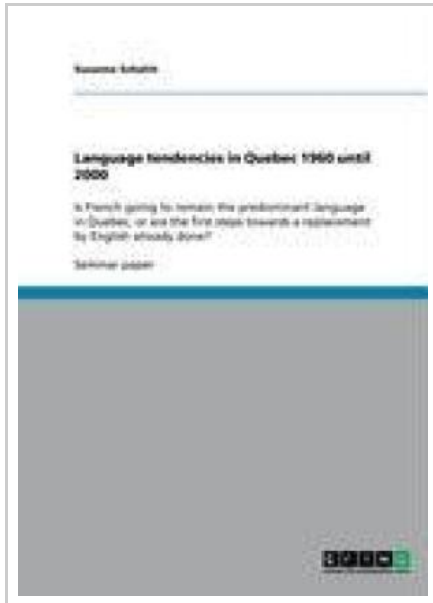 Susanne
Language tendencies in Quebec 1960 until
2000
Is French going to remain the predominant language
in Quebec, or are the first steps towards a replacement
by English already done?
Seminar paper
GRIN